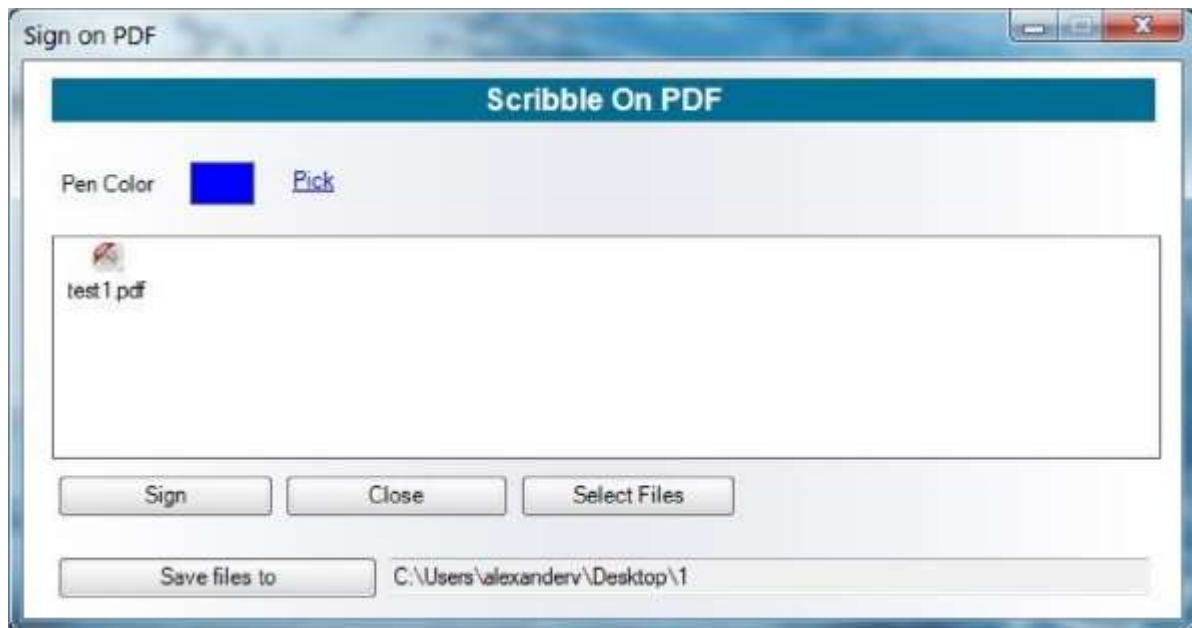 Sign on PDF
Scribble On PDF
Pen Color Pick
test1.pdf
Sign Close Select Files
Save files to C:\Users\alexanderv\Desktop\1